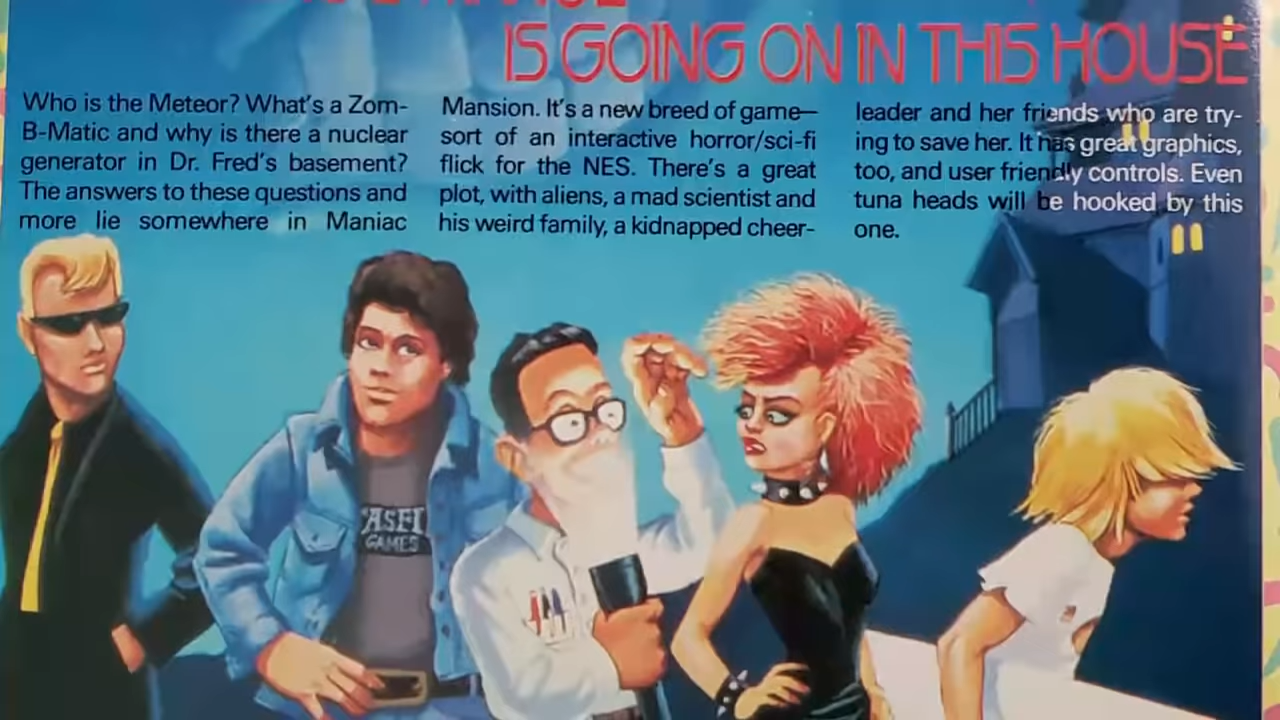 IS GOING ON IN THIS HOUSE
Who is the Meteor? What's a Zom-
B-Matic and why is there a nuclear
generator in Dr. Fred's basement?
The answers to these questions and
more lie somewhere in Maniac
Mansion. It's a new breed of game—
sort of an interactive horror/sci-fi
flick for the NES. There's a great
plot, with aliens, a mad scientist and
his weird family, a kidnapped cheer-
leader and her friends who are try-
ing to save her. It has great graphics,
too, and user friendly controls. Even
tuna heads will be hooked by this
one.
GAMES